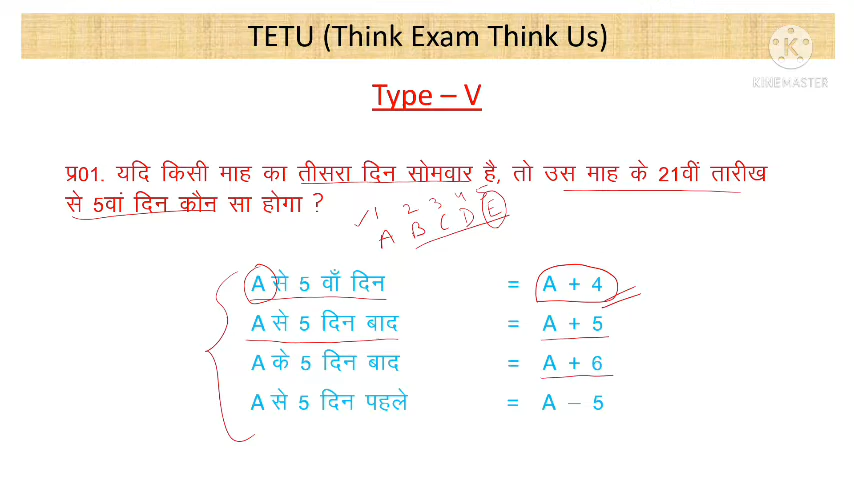 TETU (Think Exam Think Us)
K
KINEMASTER
Type – V
प्र01. यदि किसी माह का तीसरा दिन सोमवार है, तो उस माह के 21वीं तारीख
से 5वां दिन कौन सा होगा ?
1 2 3 4 5
A B C D E
A से 5 वाँ दिन = A + 4
A से 5 दिन बाद = A + 5
A के 5 दिन बाद = A + 6
A से 5 दिन पहले = A – 5